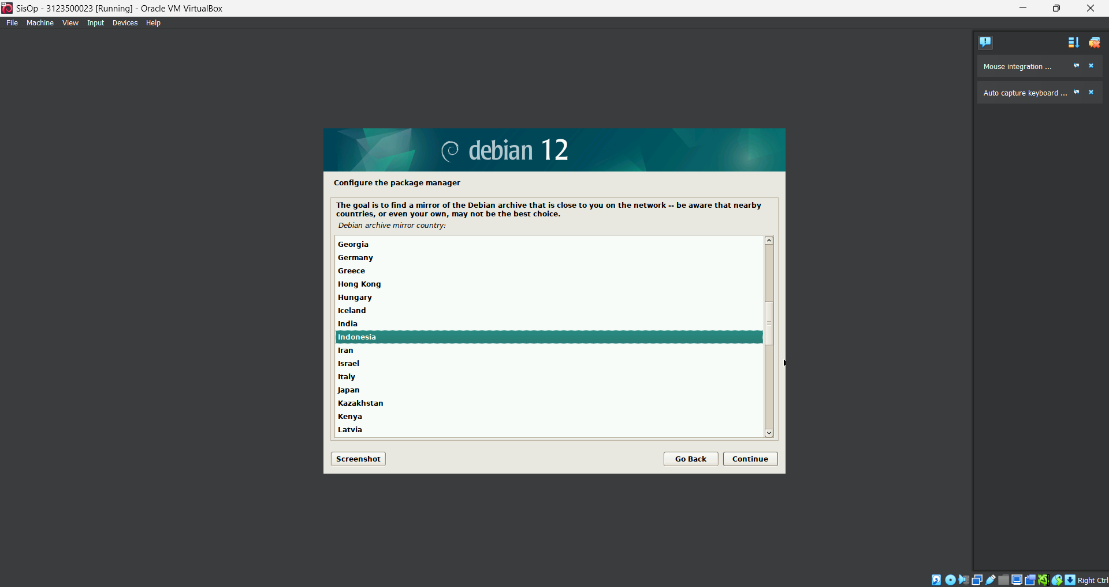 SisOp - 3123500023 [Running] - Oracle VM VirtualBox
File Machine View Input Devices Help
Mouse integration ...
Auto capture keyboard ...
debian 12
Configure the package manager
The goal is to find a mirror of the Debian archive that is close to you on the network -- be aware that nearby
countries, or even your own, may not be the best choice.
Debian archive mirror country:
Georgia
Germany
Greece
Hong Kong
Hungary
Iceland
India
Indonesia
Iran
Israel
Italy
Japan
Kazakhstan
Kenya
Latvia
Screenshot Go Back Continue
Right Ctrl